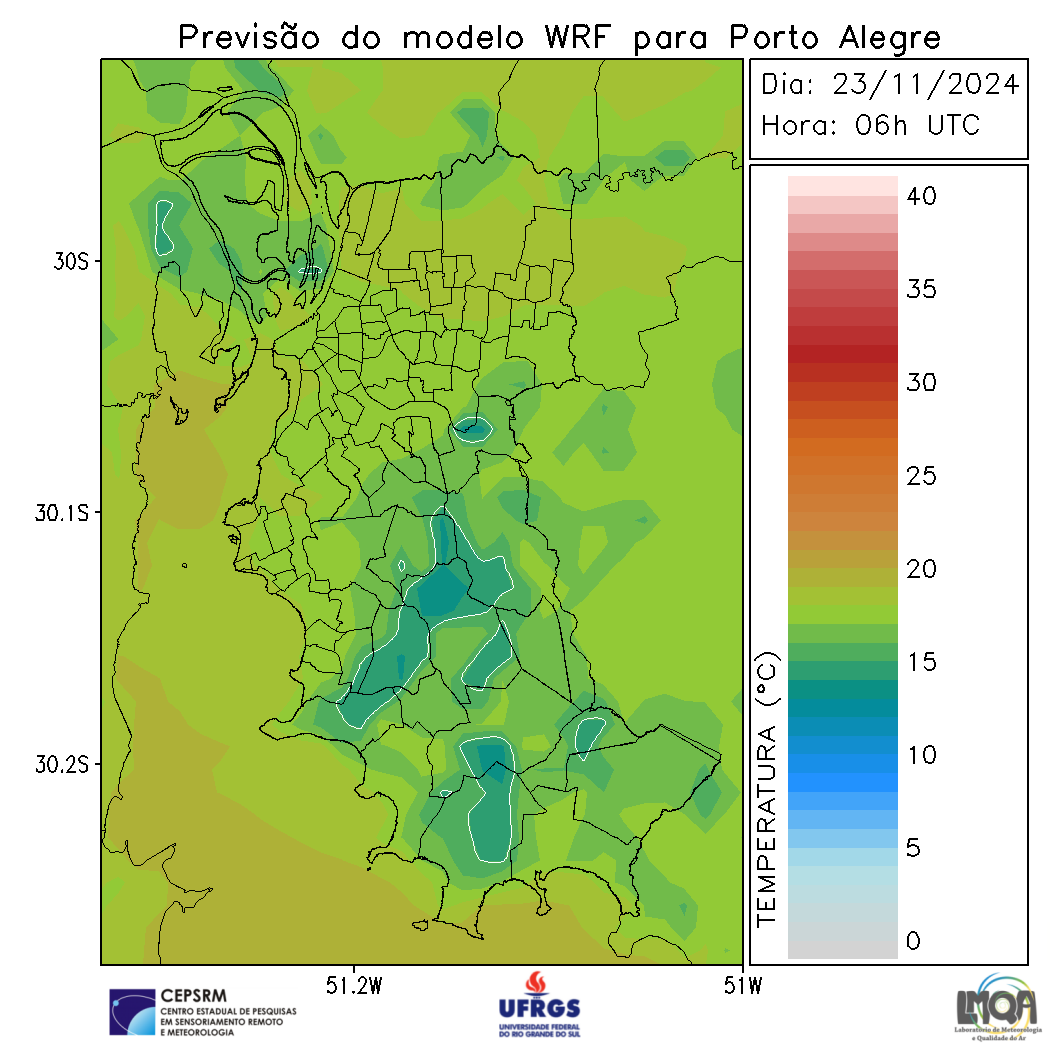 Previsão do modelo WRF para Porto Alegre
Dia: 23/11/2024
Hora: 06h UTC
40
35
30
25
20
15
10
5
0
TEMPERATURA (°C)
30S
30.1S
30.2S
51.2W
51W
CEPSRM
CENTRO ESTADUAL DE PESQUISAS
EM SENSORIAMENTO REMOTO
E METEOROLOGIA
UFRGS
UNIVERSIDADE FEDERAL
DO RIO GRANDE DO SUL
LMQA
Laboratório de Meteorologia
e Qualidade do Ar